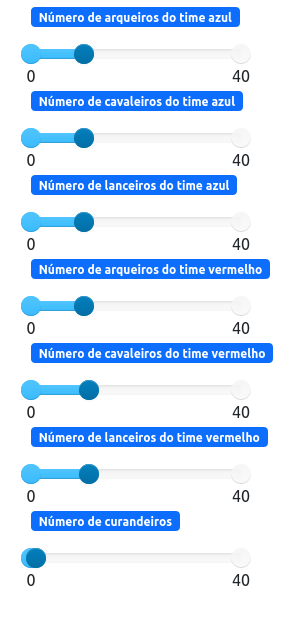 Número de arqueiros do time azul
0 40
Número de cavaleiros do time azul
0 40
Número de lanceiros do time azul
0 40
Número de arqueiros do time vermelho
0 40
Número de cavaleiros do time vermelho
0 40
Número de lanceiros do time vermelho
0 40
Número de curandeiros
0 40